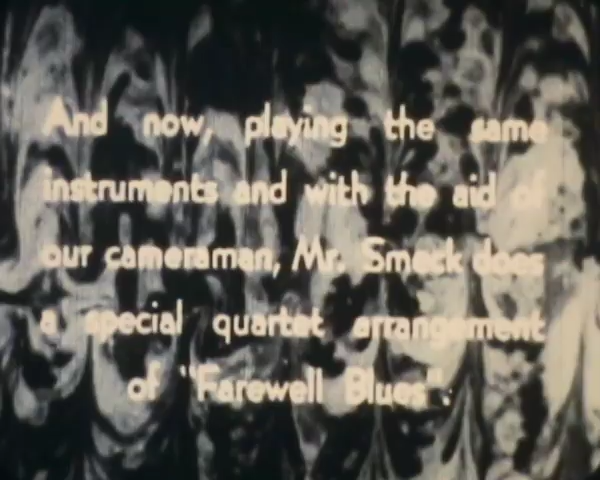 And now, playing the same
instruments and with the aid of
our cameraman, Mr. Smeck does
a special quartet arrangement
of "Farewell Blues".